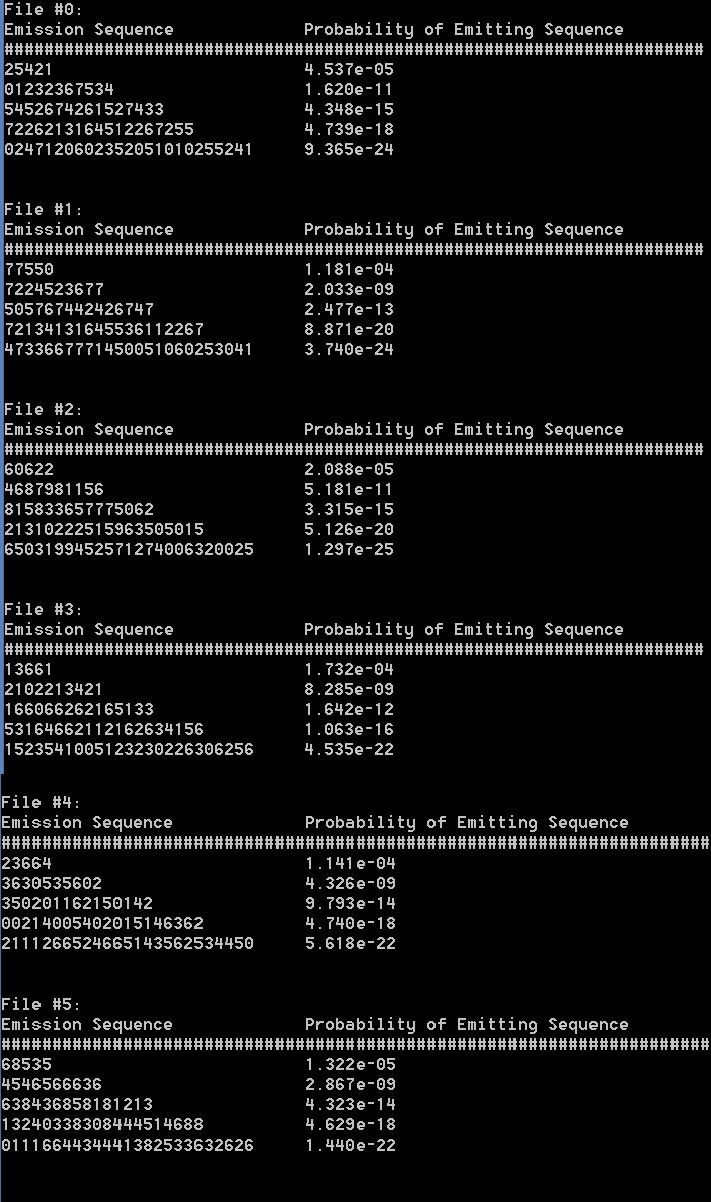 File #0:
Emission Sequence Probability of Emitting Sequence
######################################################################
25421 4.537e-05
01232367534 1.620e-11
5452674261527433 4.348e-15
7226213164512267255 4.739e-18
0247120602352051010255241 9.365e-24
File #1:
Emission Sequence Probability of Emitting Sequence
######################################################################
77550 1.181e-04
7224523677 2.033e-09
505767442426747 2.477e-13
72134131645536112267 8.871e-20
4733667771450051060253041 3.740e-24
File #2:
Emission Sequence Probability of Emitting Sequence
######################################################################
60622 2.088e-05
4687981156 5.181e-11
815833657775062 3.315e-15
21310222515963505015 5.126e-20
6503199452571274006320025 1.297e-25
File #3:
Emission Sequence Probability of Emitting Sequence
######################################################################
13661 1.732e-04
2102213421 8.285e-09
166066262165133 1.642e-12
53164662112162634156 1.063e-16
1523541005123230226306256 4.535e-22
File #4:
Emission Sequence Probability of Emitting Sequence
######################################################################
23664 1.141e-04
3630535602 4.326e-09
350201162150142 9.793e-14
00214005402015146362 4.740e-18
2111266524665143562534450 5.618e-22
File #5:
Emission Sequence Probability of Emitting Sequence
######################################################################
68535 1.322e-05
4546566636 2.867e-09
638436858181213 4.323e-14
13240338308444514688 4.629e-18
0111664434441382533632626 1.440e-22